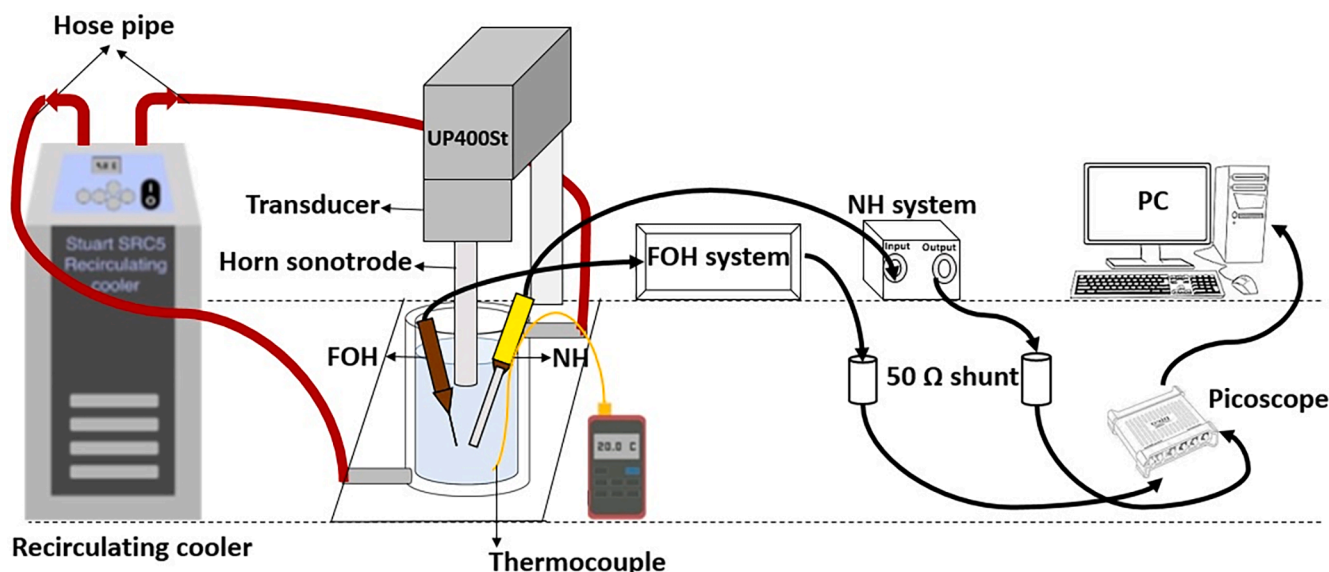 Hose pipe
UP400St
Transducer
Horn sonotrode
Stuart SRC5
Recirculating
cooler
FOH
NH
FOH system
NH system
Input
Output
PC
50 Ω shunt
Picoscope
20.0 C
Recirculating cooler
Thermocouple